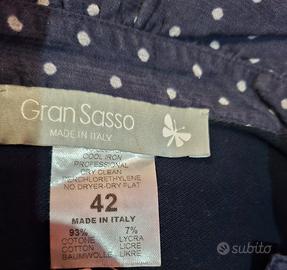 Gran Sasso
MADE IN ITALY
COOL IRON
PROFESSIONAL
DRY CLEAN
PERCHLORETHYLENE
NO DRYER-DRY FLAT
42
MADE IN ITALY
93% 7%
COTONE LYCRA
COTTON LICRE
BAUMWOLLE LIKRE
subito